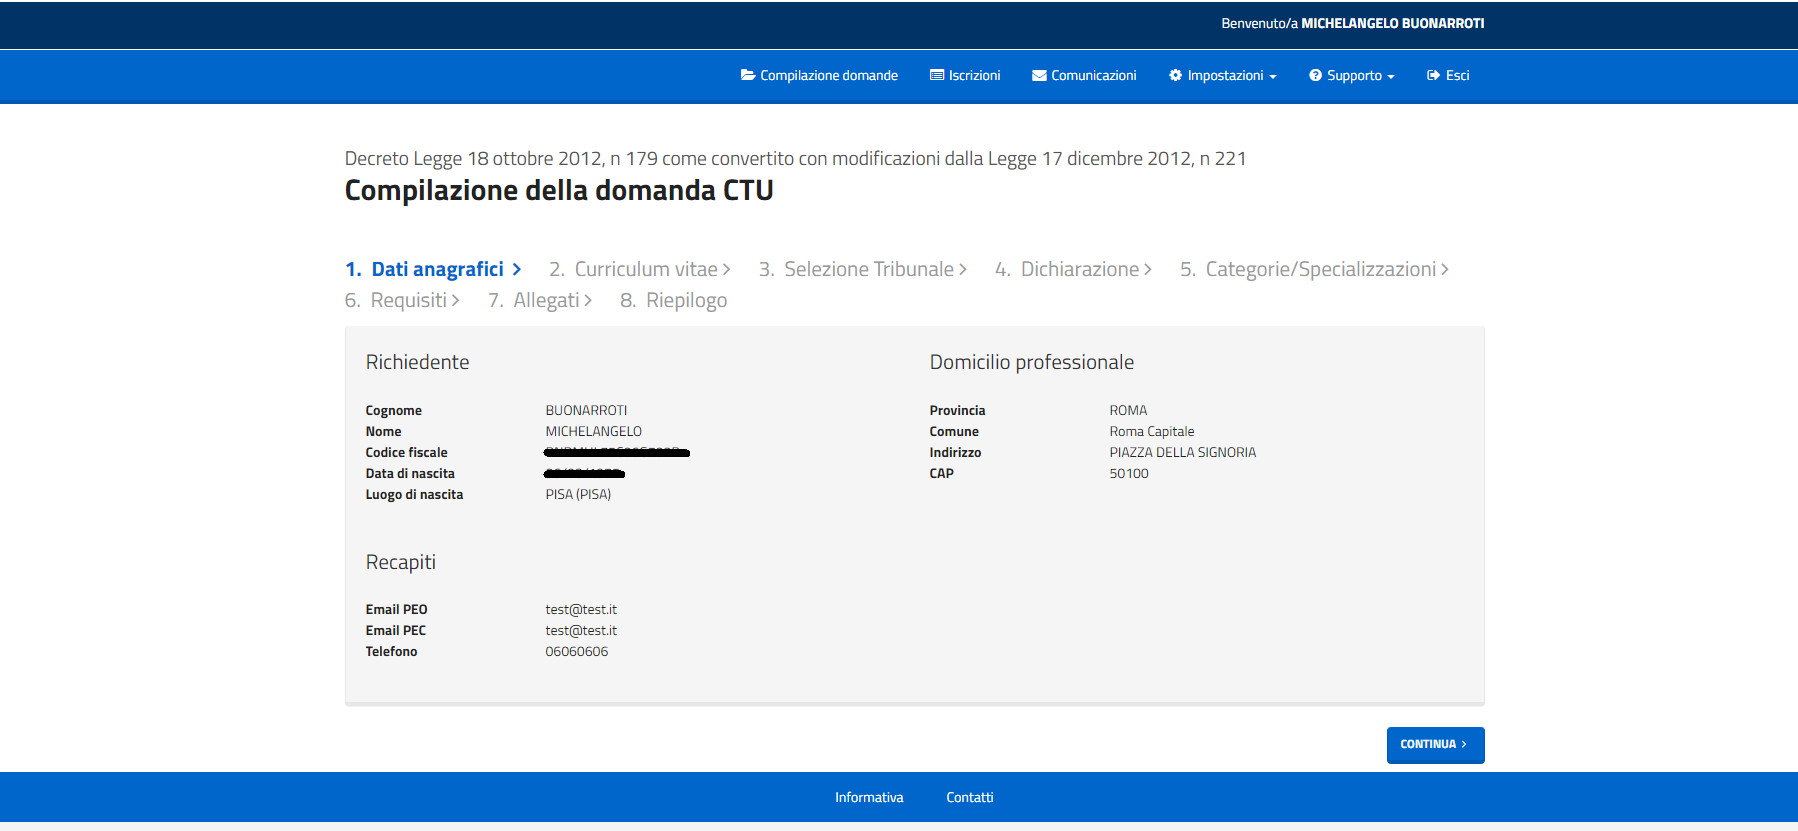 Benvenuto/a MICHELANGELO BUONARROTI
Compilazione domande Iscrizioni Comunicazioni Impostazioni Supporto Esci
Decreto Legge 18 ottobre 2012, n 179 come convertito con modificazioni dalla Legge 17 dicembre 2012, n 221
Compilazione della domanda CTU
1. Dati anagrafici > 2. Curriculum vitae > 3. Selezione Tribunale > 4. Dichiarazione > 5. Categorie/Specializzazioni >
6. Requisiti > 7. Allegati > 8. Riepilogo
Richiedente
Cognome BUONARROTI
Nome MICHELANGELO
Codice fiscale
Data di nascita
Luogo di nascita PISA (PISA)
Domicilio professionale
Provincia ROMA
Comune Roma Capitale
Indirizzo PIAZZA DELLA SIGNORIA
CAP 50100
Recapiti
Email PEO test@test.it
Email PEC test@test.it
Telefono 06060606
CONTINUA >
Informativa Contatti